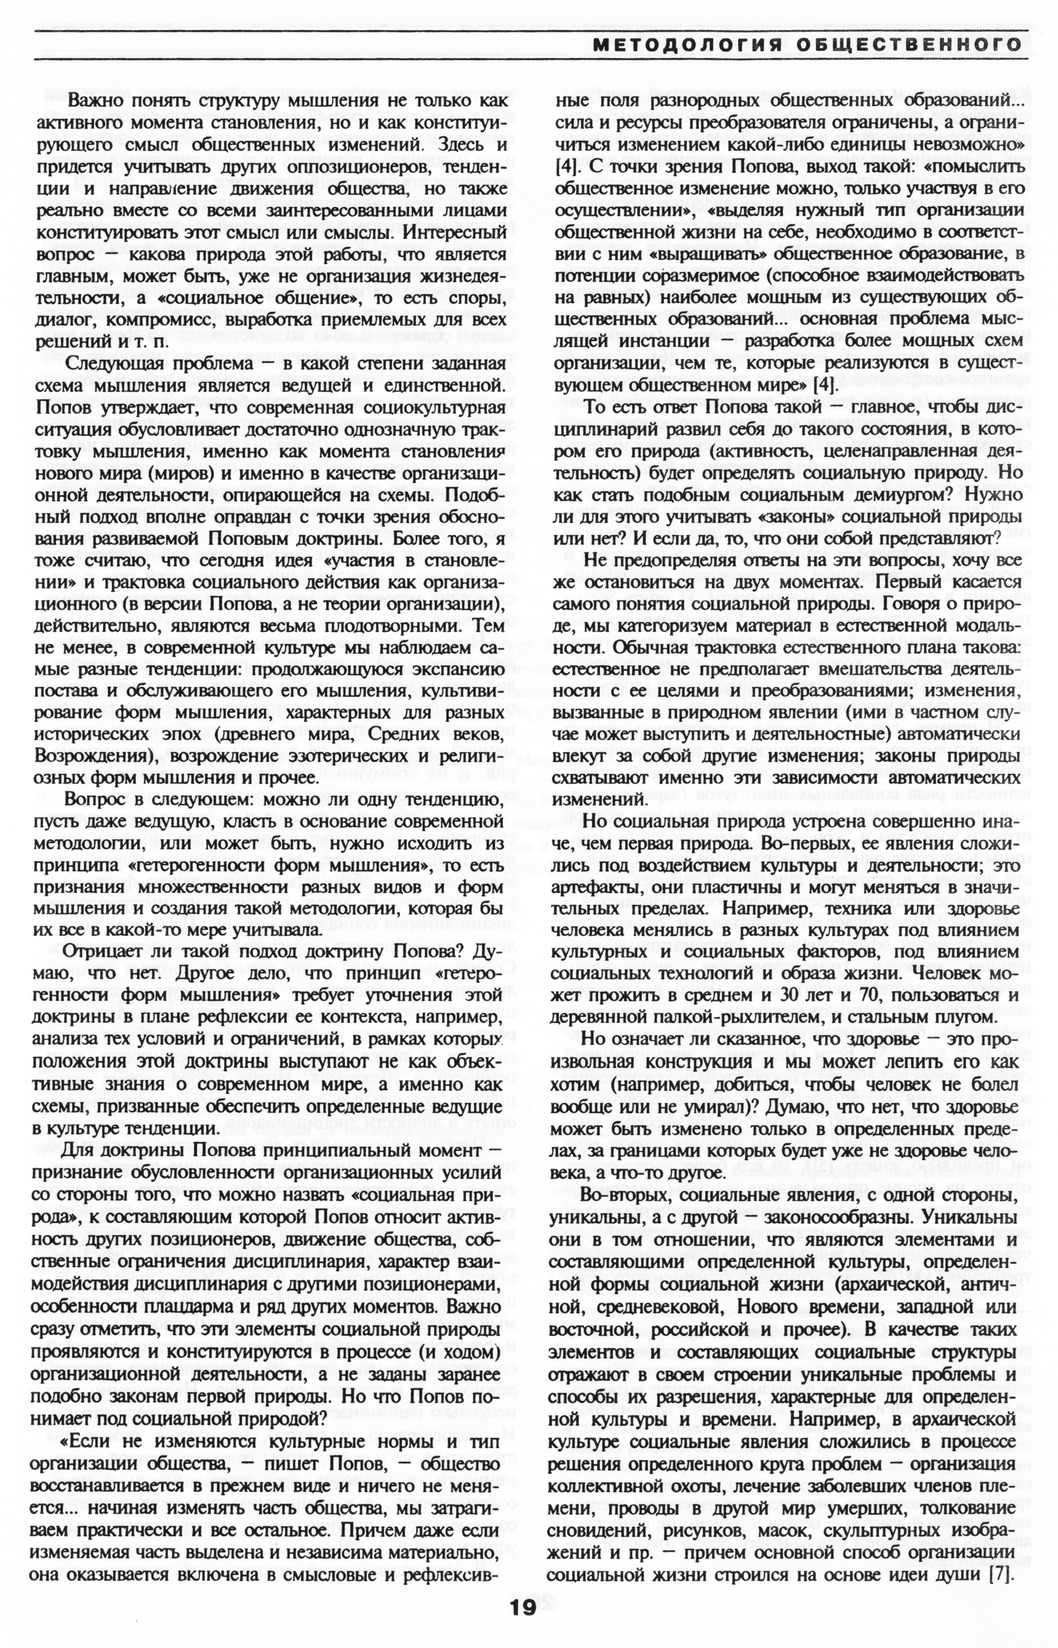 МЕТОДОЛОГИЯ ОБЩЕСТВЕННОГО
Важно понять структуру мышления не только как
активного момента становления, но и как конституи-
рующего смысл общественных изменений. Здесь и
придется учитывать других оппозиционеров, тенден-
ции и направление движения общества, но также
реально вместе со всеми заинтересованными лицами
конституировать этот смысл или смыслы. Интересный
вопрос — какова природа этой работы, что является
главным, может быть, уже не организация жизнедея-
тельности, а «социальное общение», то есть споры,
диалог, компромисс, выработка приемлемых для всех
решений и т. п.
Следующая проблема — в какой степени заданная
схема мышления является ведущей и единственной.
Попов утверждает, что современная социокультурная
ситуация обусловливает достаточно однозначную трак-
товку мышления, именно как момента становления
нового мира (миров) и именно в качестве организаци-
онной деятельности, опирающейся на схемы. Подоб-
ный подход вполне оправдан с точки зрения обосно-
вания развиваемой Поповым доктрины. Более того, я
тоже считаю, что сегодня идея «участия в становле-
нии» и трактовка социального действия как организа-
ционного (в версии Попова, а не теории организации),
действительно, являются весьма плодотворными. Тем
не менее, в современной культуре мы наблюдаем са-
мые разные тенденции: продолжающуюся экспансию
постава и обслуживающего его мышления, культиви-
рование форм мышления, характерных для разных
исторических эпох (древнего мира, Средних веков,
Возрождения), возрождение эзотерических и религи-
озных форм мышления и прочее.
Вопрос в следующем: можно ли одну тенденцию,
пусть даже ведущую, класть в основание современной
методологии, или может быть, нужно исходить из
принципа «гетерогенности форм мышления», то есть
признания множественности разных видов и форм
мышления и создания такой методологии, которая бы
их все в какой-то мере учитывала.
Отрицает ли такой подход доктрину Попова? Ду-
маю, что нет. Другое дело, что принцип «гетеро-
генности форм мышления» требует уточнения этой
доктрины в плане рефлексии ее контекста, например,
анализа тех условий и ограничений, в рамках которых
положения этой доктрины выступают не как объек-
тивные знания о современном мире, а именно как
схемы, призванные обеспечить определенные ведущие
в культуре тенденции.
Для доктрины Попова принципиальный момент —
признание обусловленности организационных усилий
со стороны того, что можно назвать «социальная при-
рода», к составляющим которой Попов относит актив-
ность других позиционеров, движение общества, соб-
ственные ограничения дисциплинария, характер взаи-
модействия дисциплинария с другими позиционерами,
особенности плацдарма и ряд других моментов. Важно
сразу отметить, что эти элементы социальной природы
проявляются и конституируются в процессе (и ходом)
организационной деятельности, а не заданы заранее
подобно законам первой природы. Но что Попов по-
нимает под социальной природой?
«Если не изменяются культурные нормы и тип
организации общества, — пишет Попов, — общество
восстанавливается в прежнем виде и ничего не меня-
ется... начиная изменять часть общества, мы затраги-
ваем практически и все остальное. Причем даже если
изменяемая часть выделена и независима материально,
она оказывается включена в смысловые и рефлексив-
ные поля разнородных общественных образований...
сила и ресурсы преобразователя ограничены, а ограни-
читься изменением какой-либо единицы невозможно»
[4]. С точки зрения Попова, выход такой: «помыслить
общественное изменение можно, только участвуя в его
осуществлении», «выделяя нужный тип организации
общественной жизни на себе, необходимо в соответст-
вии с ним «выращивать» общественное образование, в
потенции соразмеримое (способное взаимодействовать
на равных) наиболее мощным из существующих об-
щественных образований... основная проблема мыс-
лящей инстанции — разработка более мощных схем
организации, чем те, которые реализуются в сущест-
вующем общественном мире» [4].
То есть ответ Попова такой — главное, чтобы дис-
циплинарий развил себя до такого состояния, в кото-
ром его природа (активность, целенаправленная дея-
тельность) будет определять социальную природу. Но
как стать подобным социальным демиургом? Нужно
ли для этого учитывать «законы» социальной природы
или нет? И если да, то, что они собой представляют?
Не предопределяя ответы на эти вопросы, хочу все
же остановиться на двух моментах. Первый касается
самого понятия социальной природы. Говоря о приро-
де, мы категоризуем материал в естественной модаль-
ности. Обычная трактовка естественного плана такова:
естественное не предполагает вмешательства деятель-
ности с ее целями и преобразованиями; изменения,
вызванные в природном явлении (ими в частном слу-
чае может выступить и деятельностные) автоматически
влекут за собой другие изменения; законы природы
схватывают именно эти зависимости автоматических
изменений.
Но социальная природа устроена совершенно ина-
че, чем первая природа. Во-первых, ее явления сложи-
лись под воздействием культуры и деятельности; это
артефакты, они пластичны и могут меняться в значи-
тельных пределах. Например, техника или здоровье
человека менялись в разных культурах под влиянием
культурных и социальных факторов, под влиянием
социальных технологий и образа жизни. Человек мо-
жет прожить в среднем и 30 лет и 70, пользоваться и
деревянной палкой-рыхлителем, и стальным плугом.
Но означает ли сказанное, что здоровье — это про-
извольная конструкция и мы может лепить его как
хотим (например, добиться, чтобы человек не болел
вообще или не умирал)? Думаю, что нет, что здоровье
может быть изменено только в определенных преде-
лах, за границами которых будет уже не здоровье чело-
века, а что-то другое.
Во-вторых, социальные явления, с одной стороны,
уникальны, а с другой — законосообразны. Уникальны
они в том отношении, что являются элементами и
составляющими определенной культуры, определен-
ной формы социальной жизни (архаической, антич-
ной, средневековой, Нового времени, западной или
восточной, российской и прочее). В качестве таких
элементов и составляющих социальные структуры
отражают в своем строении уникальные проблемы и
способы их разрешения, характерные для определен-
ной культуры и времени. Например, в архаической
культуре социальные явления сложились в процессе
решения определенного круга проблем — организация
коллективной охоты, лечение заболевших членов пле-
мени, проводы в другой мир умерших, толкование
сновидений, рисунков, масок, скульптурных изобра-
жений и пр. — причем основной способ организации
социальной жизни строился на основе идеи души [7].
19